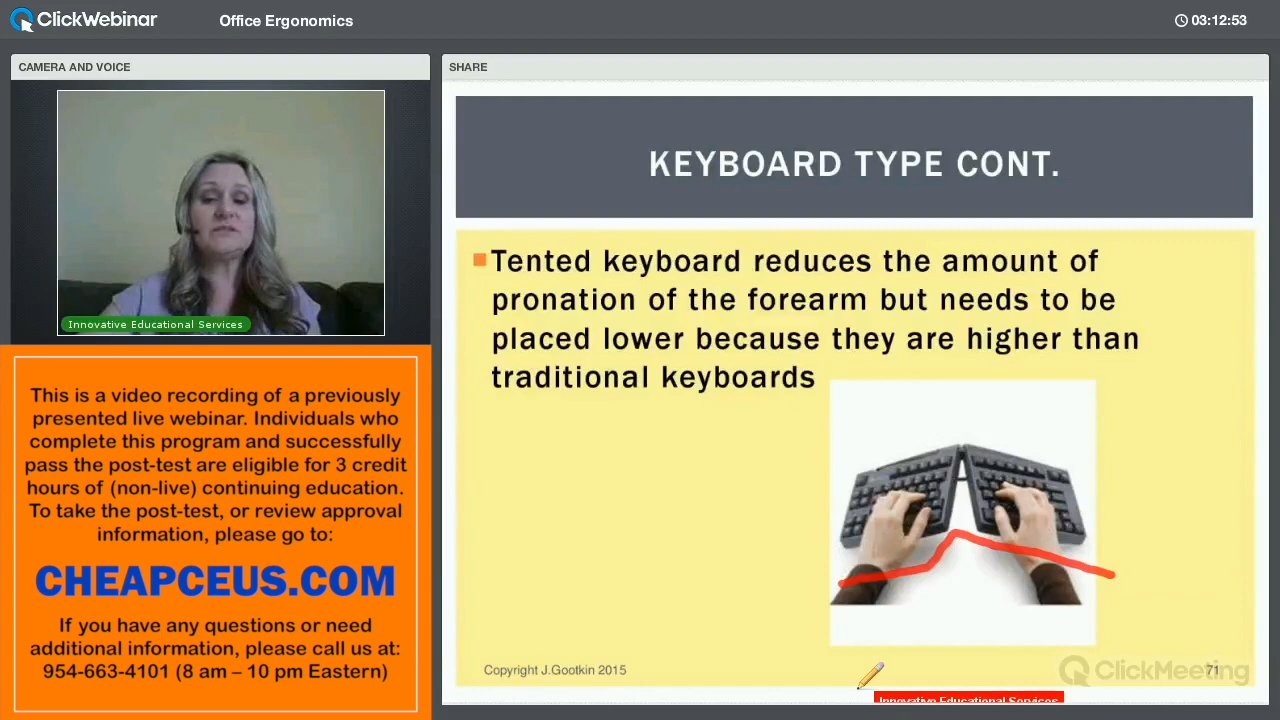 ClickWebinar
Office Ergonomics
03:12:53
CAMERA AND VOICE
Innovative Educational Services
This is a video recording of a previously
presented live webinar. Individuals who
complete this program and successfully
pass the post-test are eligible for 3 credit
hours of (non-live) continuing education.
To take the post-test, or review approval
information, please go to:
CHEAPCEUS.COM
If you have any questions or need
additional information, please call us at:
954-663-4101 (8 am – 10 pm Eastern)
SHARE
KEYBOARD TYPE CONT.
Tented keyboard reduces the amount of
pronation of the forearm but needs to be
placed lower because they are higher than
traditional keyboards
Copyright J.Gootkin 2015
ClickMeeting
71
Innovative Educational Services